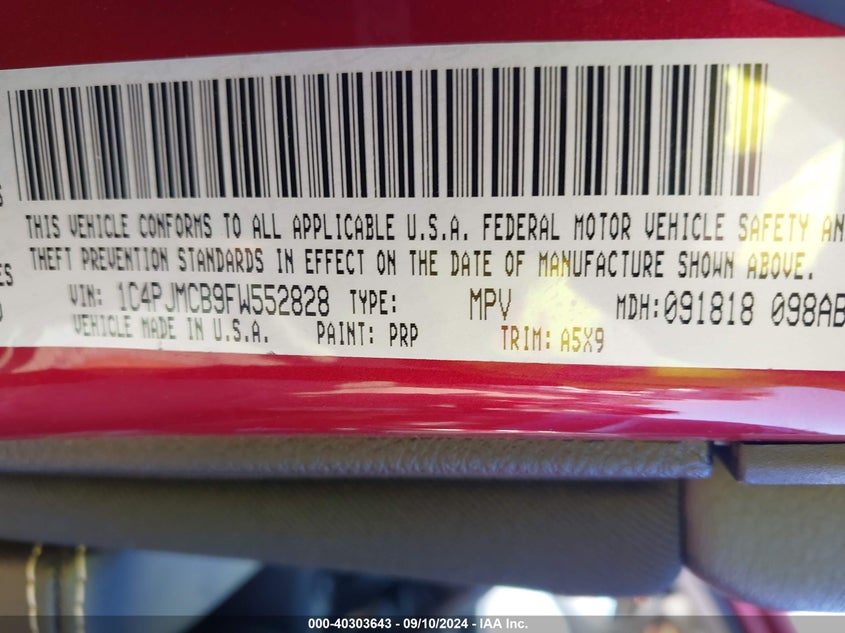 S
THIS VEHICLE CONFORMS TO ALL APPLICABLE U.S.A. FEDERAL MOTOR VEHICLE SAFETY AN
ES THEFT PREVENTION STANDARDS IN EFFECT ON THE DATE OF MANUFACTURE SHOWN ABOVE.
VIN: 1C4PJMCB9FW552828 TYPE: MPV MDH:091818 098AB
VEHICLE MADE IN U.S.A. PAINT: PRP TRIM: A5X9
000-40303643 - 09/10/2024 - IAA Inc.